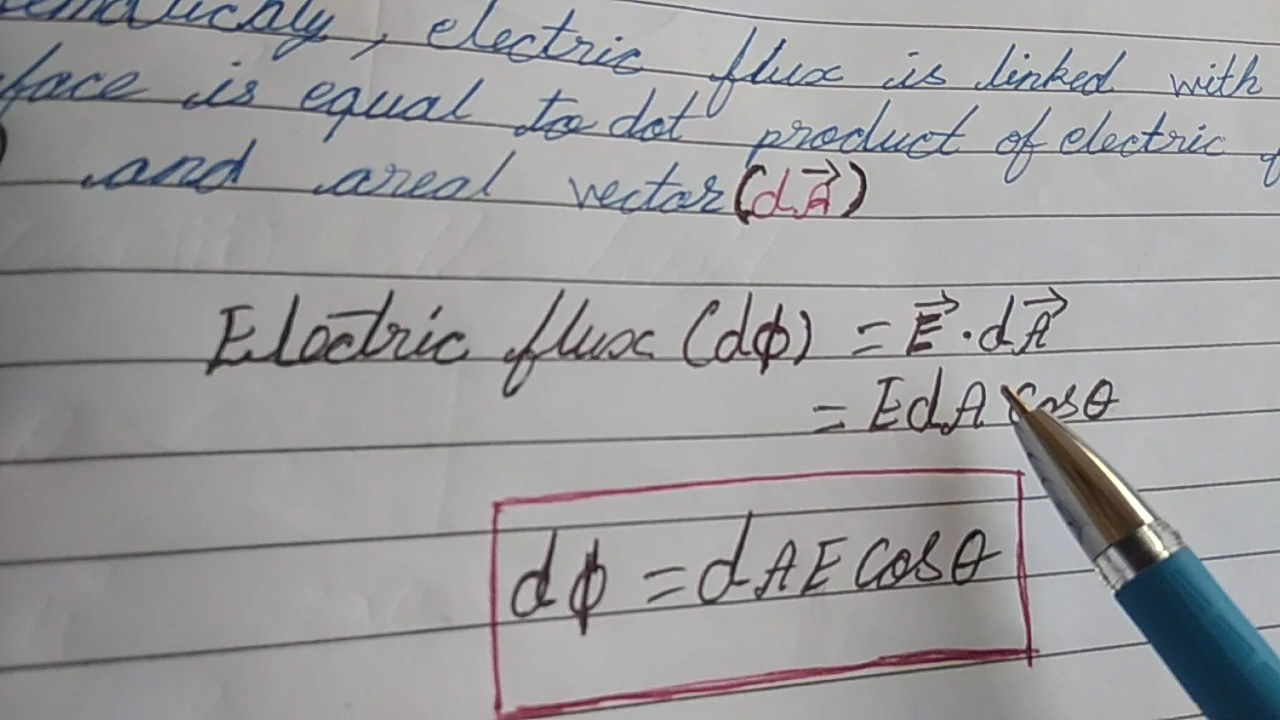 electric flux is linked with
face is equal to dot product of electric
and areal vector (dA⃗)
Electric flux (dϕ) = E⃗ · dA⃗
= EdA Cosθ
dϕ = dAE Cosθ